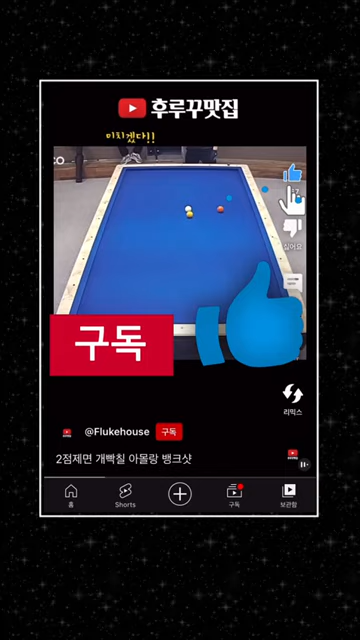 후루꾸맛집
미치겠다!!
CO
싫어요
구독
리믹스
@Flukehouse 구독
2점제면 개빡칠 아몰랑 뱅크샷
홈 Shorts 구독 보관함